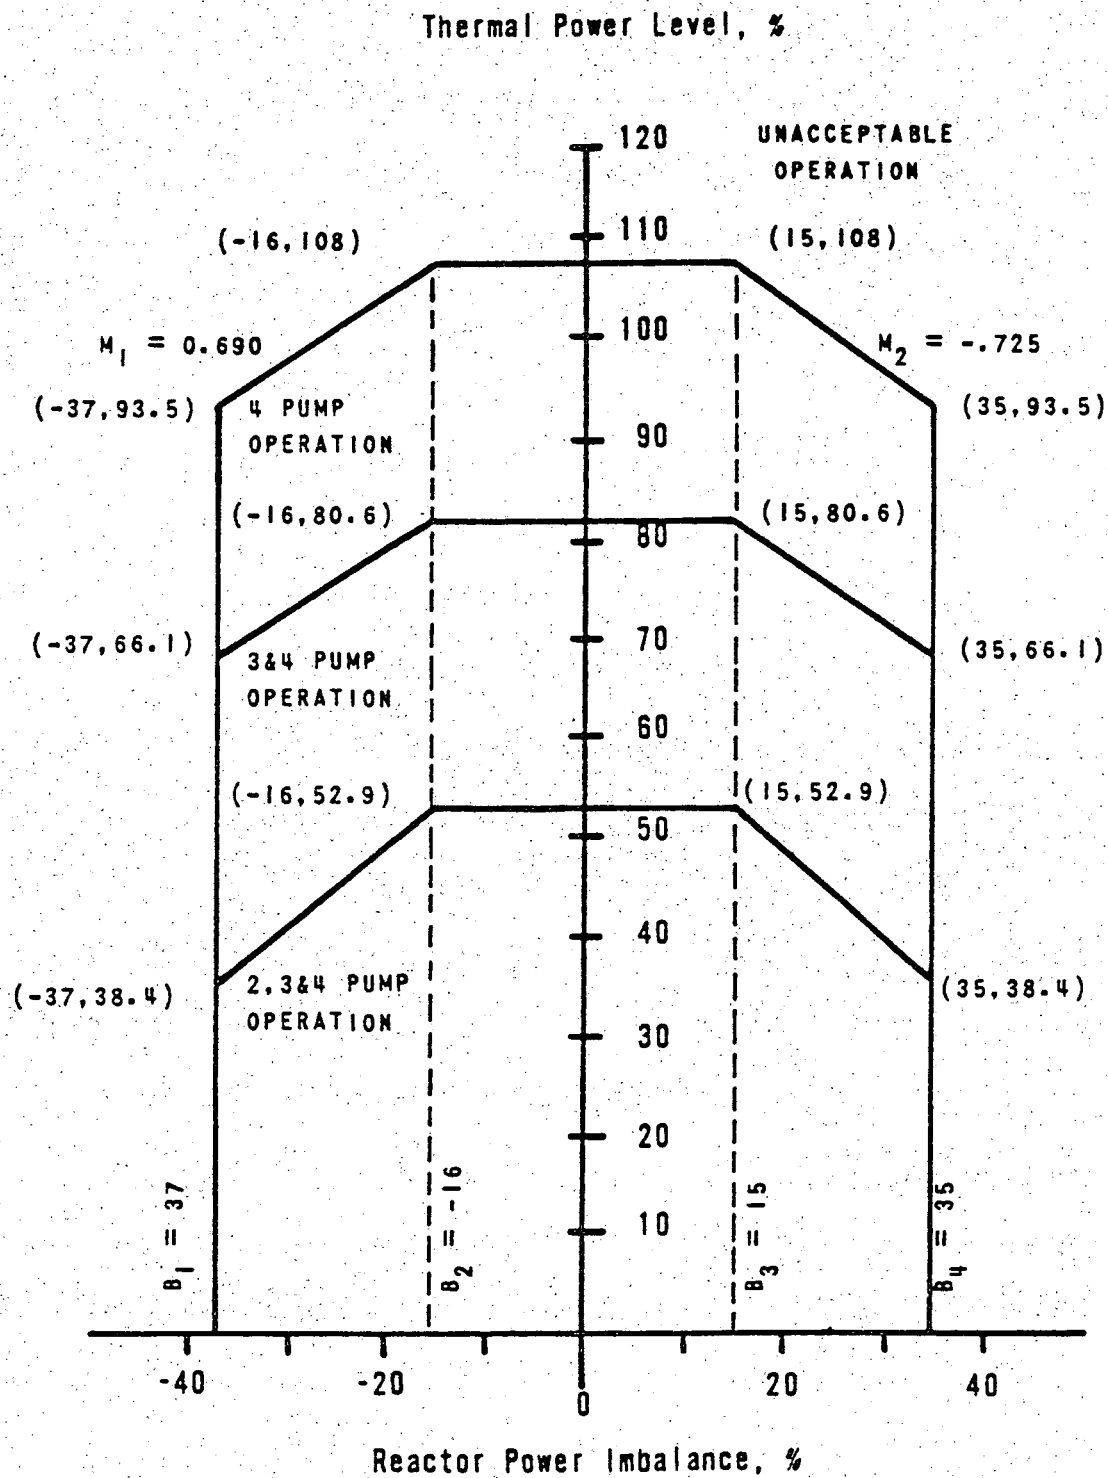 Thermal Power Level, %
120
UNACCEPTABLE
OPERATION
110
(-16,108)
(15,108)
100
M1 = 0.690
M2 = -.725
(-37,93.5)
4 PUMP
OPERATION
(35,93.5)
90
(-16,80.6)
(15,80.6)
80
(-37,66.1)
3&4 PUMP
OPERATION
70
(35,66.1)
60
(-16,52.9)
(15,52.9)
50
40
(-37,38.4)
2,3&4 PUMP
OPERATION
(35,38.4)
30
20
10
B1 = 37
B2 = -16
B3 = 15
B4 = 35
-40
-20
0
20
40
Reactor Power Imbalance, %